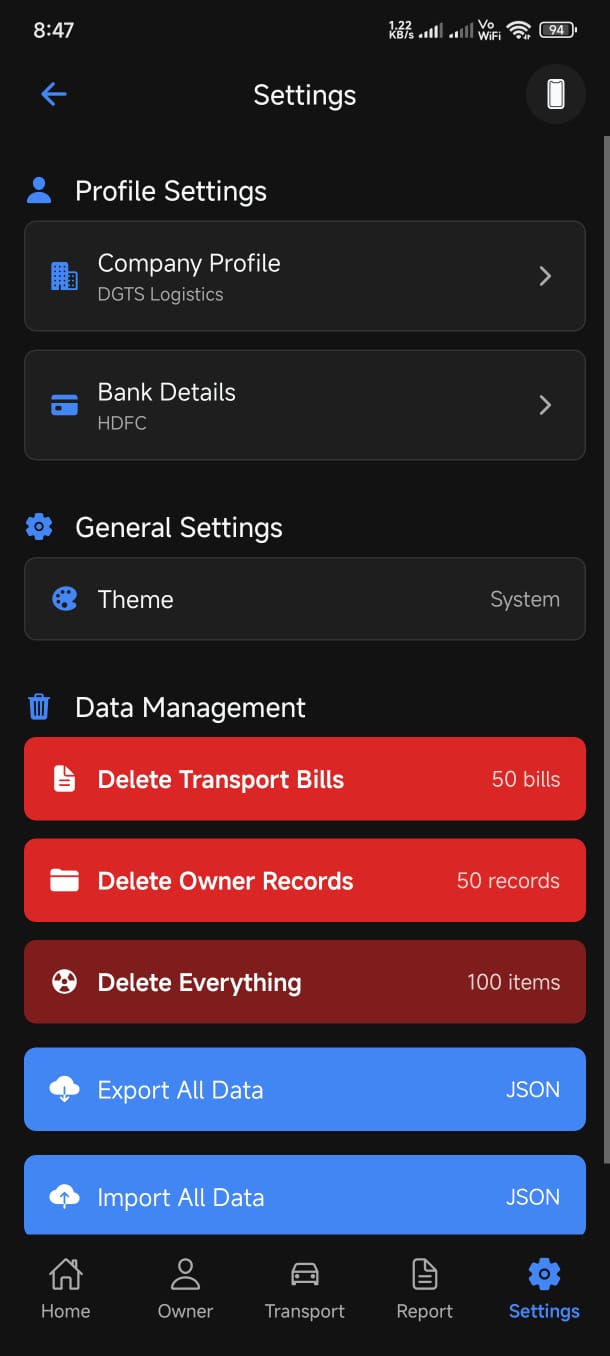 8:47
1.22
KB/s
Vo
WiFi
94
Settings
Profile Settings
Company Profile
DGTS Logistics
Bank Details
HDFC
General Settings
Theme
System
Data Management
Delete Transport Bills
50 bills
Delete Owner Records
50 records
Delete Everything
100 items
Export All Data
JSON
Import All Data
JSON
Home
Owner
Transport
Report
Settings